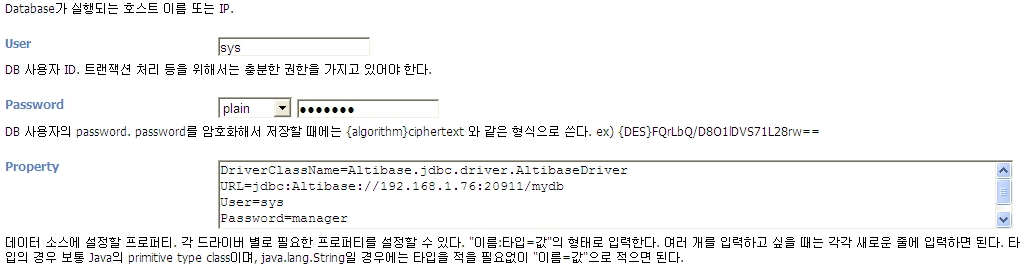 Database가 실행되는 호스트 이름 또는 IP.
User
sys
DB 사용자 ID. 트랜잭션 처리 등을 위해서는 충분한 권한을 가지고 있어야 한다.
Password
plain
DB 사용자의 password. password를 암호화해서 저장할 때에는 {algorithm}ciphertext 와 같은 형식으로 쓴다. ex) {DES}FQrLbQ/D8O1lDVS71L28rw==
Property
DriverClassName=Altibase.jdbc.driver.AltibaseDriver
URL=jdbc:Altibase://192.168.1.76:20911/mydb
User=sys
Password=manager
데이터 소스에 설정할 프로퍼티. 각 드라이버 별로 필요한 프로퍼티를 설정할 수 있다. "이름:타입=값"의 형태로 입력한다. 여러 개를 입력하고 싶을 때는 각각 새로운 줄에 입력하면 된다. 타
입의 경우 보통 Java의 primitive type class이며, java.lang.String일 경우에는 타입을 적을 필요없이 "이름=값"으로 적으면 된다.